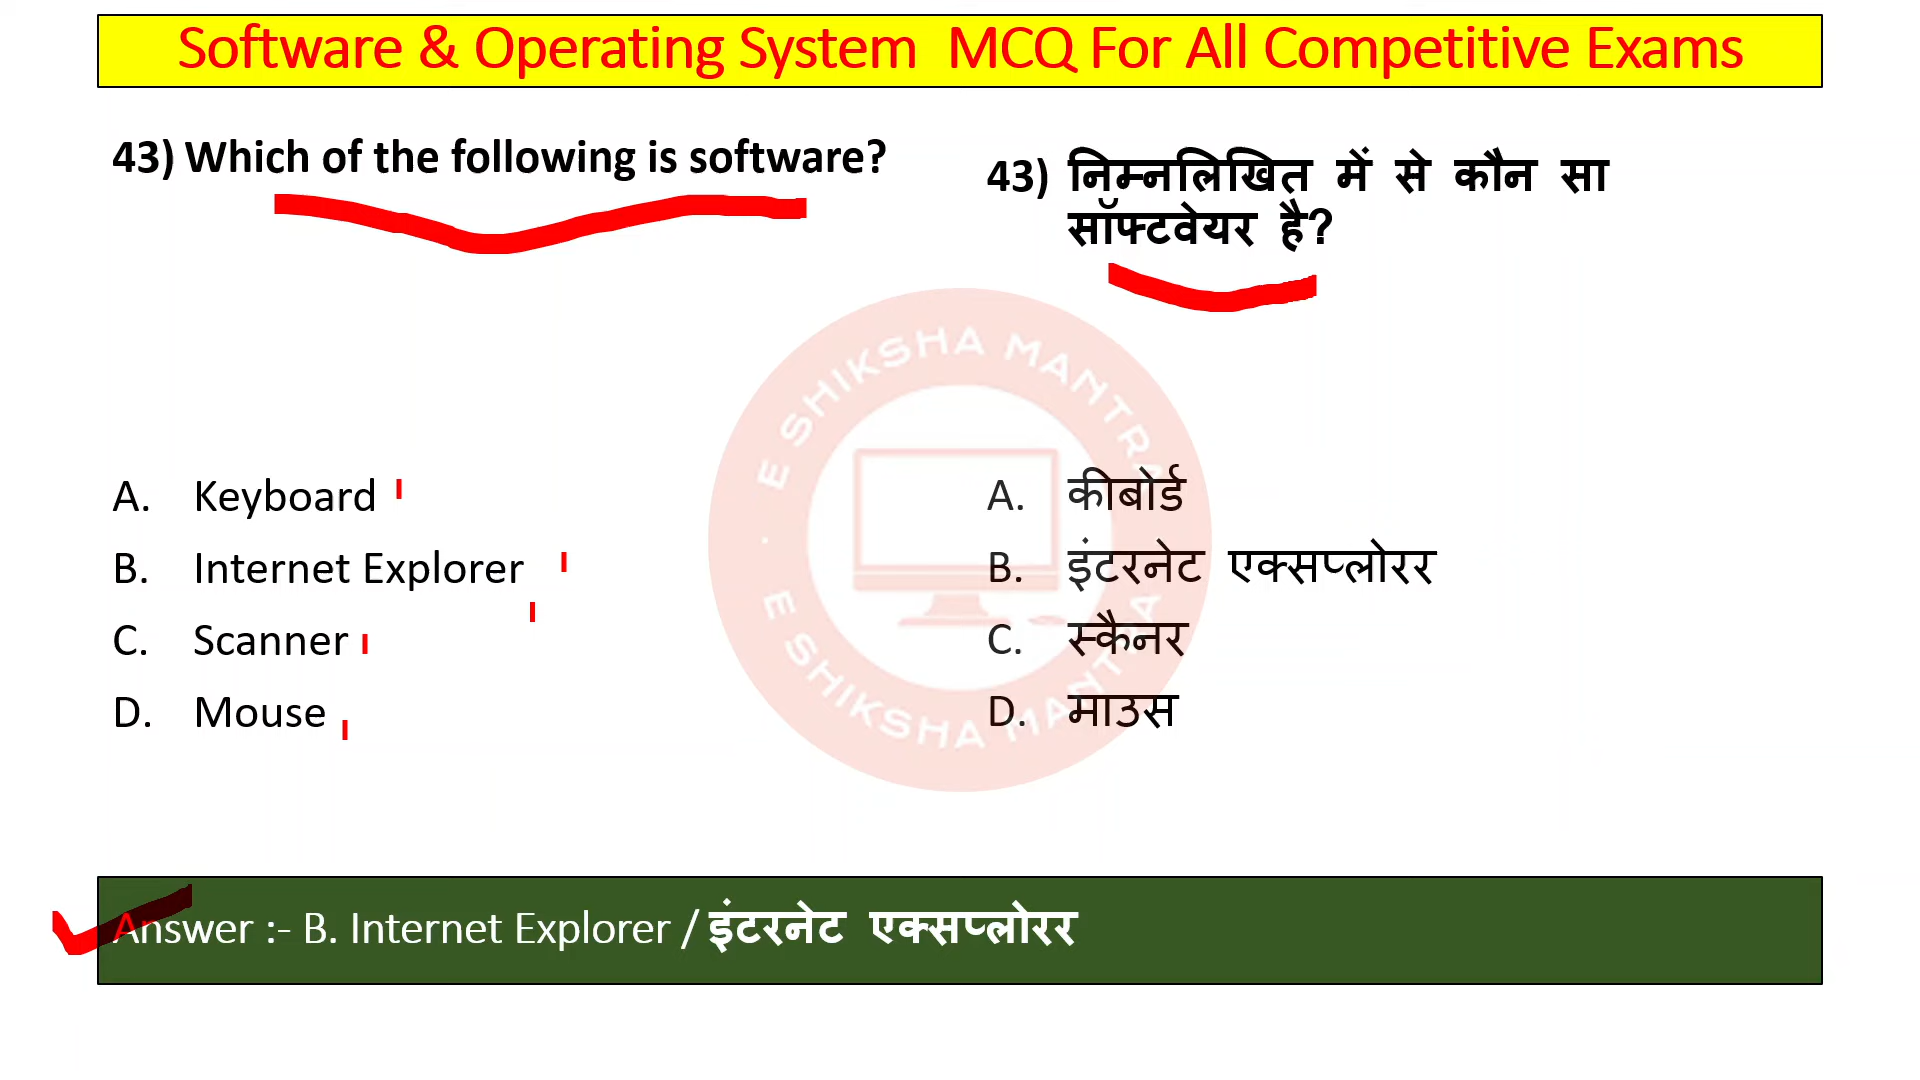 Software & Operating System MCQ For All Competitive Exams
43) Which of the following is software?
A. Keyboard
B. Internet Explorer
C. Scanner
D. Mouse
43) निम्नलिखित में से कौन सा
सॉफ्टवेयर है?
A. कीबोर्ड
B. इंटरनेट एक्सप्लोरर
C. स्कैनर
D. माउस
E SHIKSHA MANTRA
E SHIKSHA MANTRA
Answer :- B. Internet Explorer / इंटरनेट एक्सप्लोरर